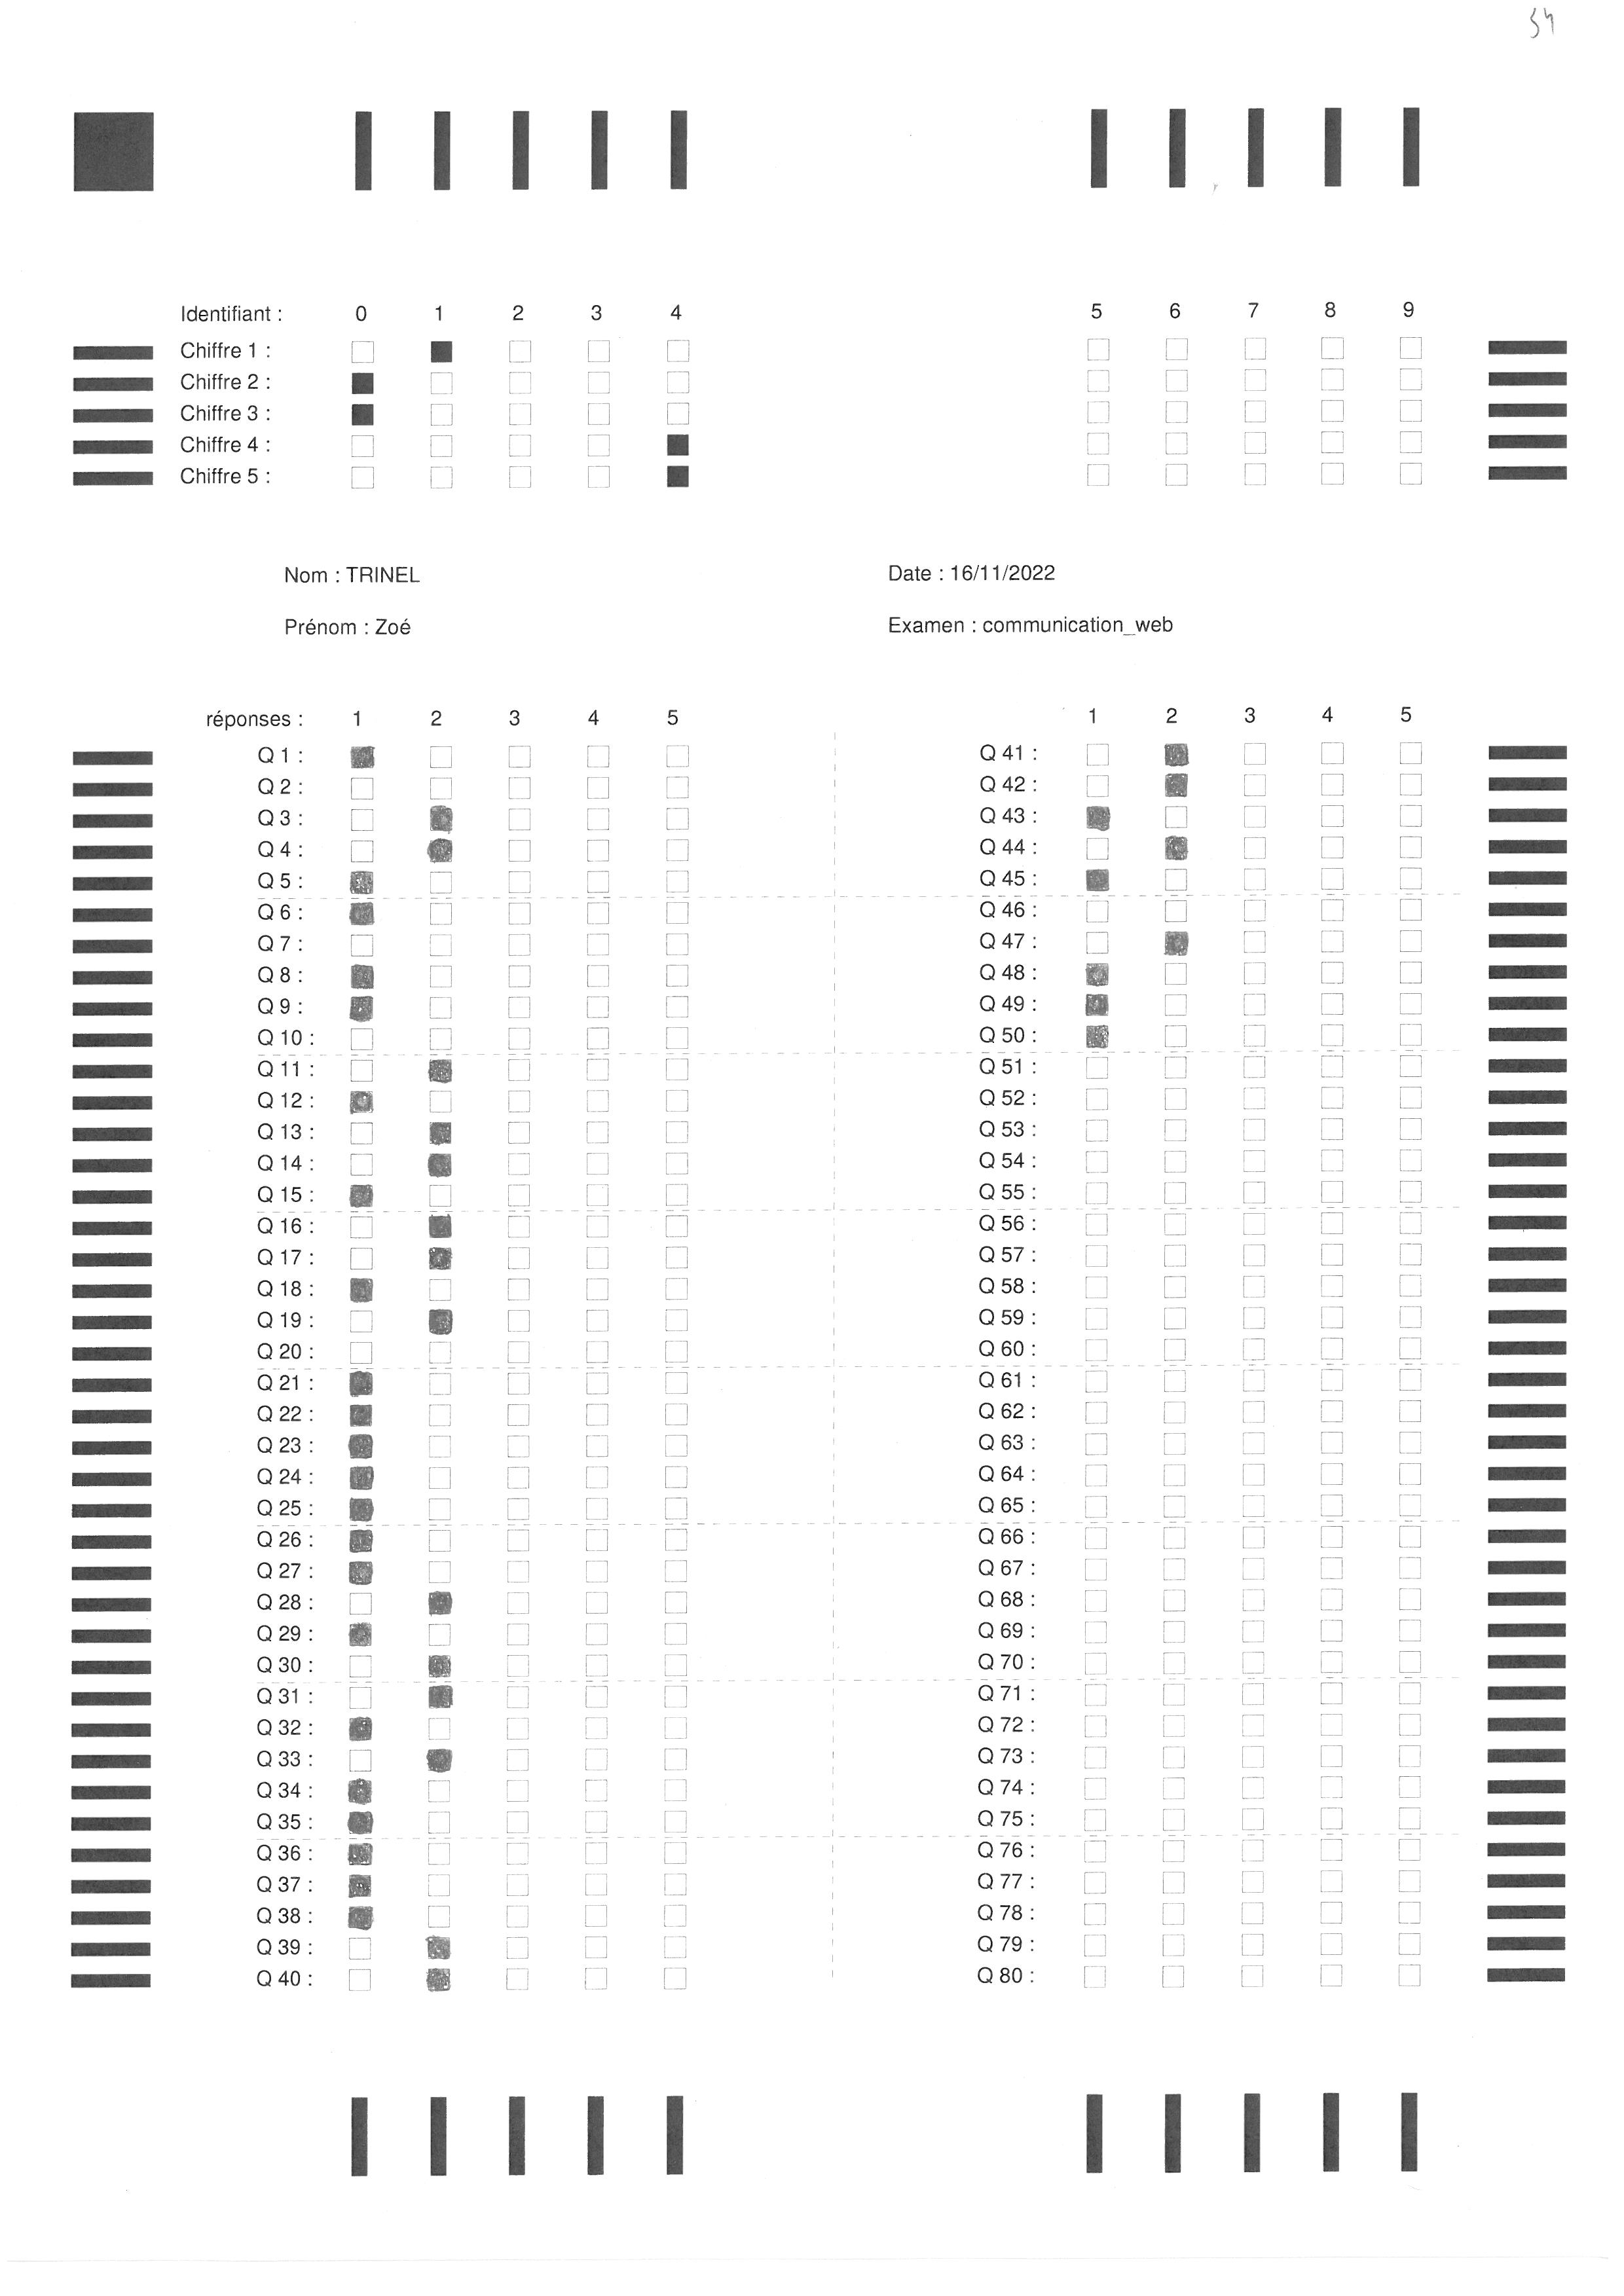 54
Identifiant : 0 1 2 3 4 5 6 7 8 9
Chiffre 1 :
Chiffre 2 :
Chiffre 3 :
Chiffre 4 :
Chiffre 5 :
Nom : TRINEL
Date : 16/11/2022
Prénom : Zoé
Examen : communication_web
réponses : 1 2 3 4 5
Q 1 :
Q 2 :
Q 3 :
Q 4 :
Q 5 :
Q 6 :
Q 7 :
Q 8 :
Q 9 :
Q 10 :
Q 11 :
Q 12 :
Q 13 :
Q 14 :
Q 15 :
Q 16 :
Q 17 :
Q 18 :
Q 19 :
Q 20 :
Q 21 :
Q 22 :
Q 23 :
Q 24 :
Q 25 :
Q 26 :
Q 27 :
Q 28 :
Q 29 :
Q 30 :
Q 31 :
Q 32 :
Q 33 :
Q 34 :
Q 35 :
Q 36 :
Q 37 :
Q 38 :
Q 39 :
Q 40 :
1 2 3 4 5
Q 41 :
Q 42 :
Q 43 :
Q 44 :
Q 45 :
Q 46 :
Q 47 :
Q 48 :
Q 49 :
Q 50 :
Q 51 :
Q 52 :
Q 53 :
Q 54 :
Q 55 :
Q 56 :
Q 57 :
Q 58 :
Q 59 :
Q 60 :
Q 61 :
Q 62 :
Q 63 :
Q 64 :
Q 65 :
Q 66 :
Q 67 :
Q 68 :
Q 69 :
Q 70 :
Q 71 :
Q 72 :
Q 73 :
Q 74 :
Q 75 :
Q 76 :
Q 77 :
Q 78 :
Q 79 :
Q 80 :